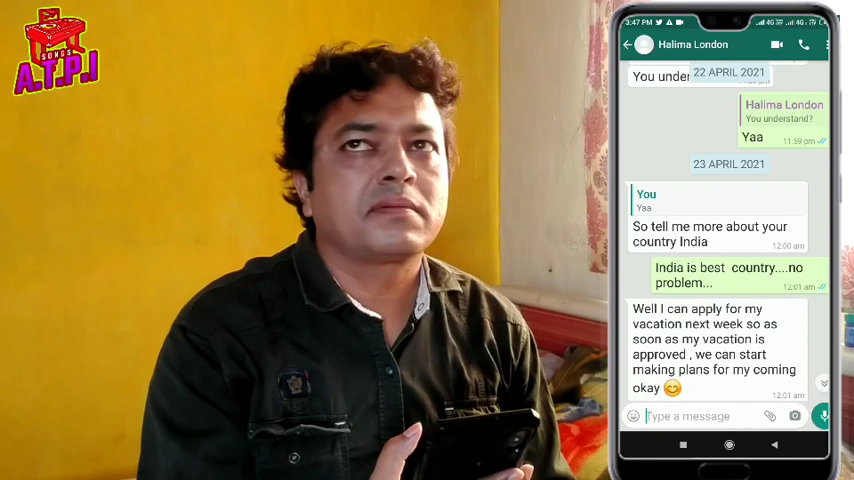 SONGS
A.T.P.I
3:47 PM
4G 4G
Halima London
You under
22 APRIL 2021
Halima London
You understand?
Yaa
11:59 pm
23 APRIL 2021
You
Yaa
So tell me more about your
country India
12:00 am
India is best country....no
problem...
12:01 am
Well I can apply for my
vacation next week so as
soon as my vacation is
approved , we can start
making plans for my coming
okay 😊
12:01 am
Type a message